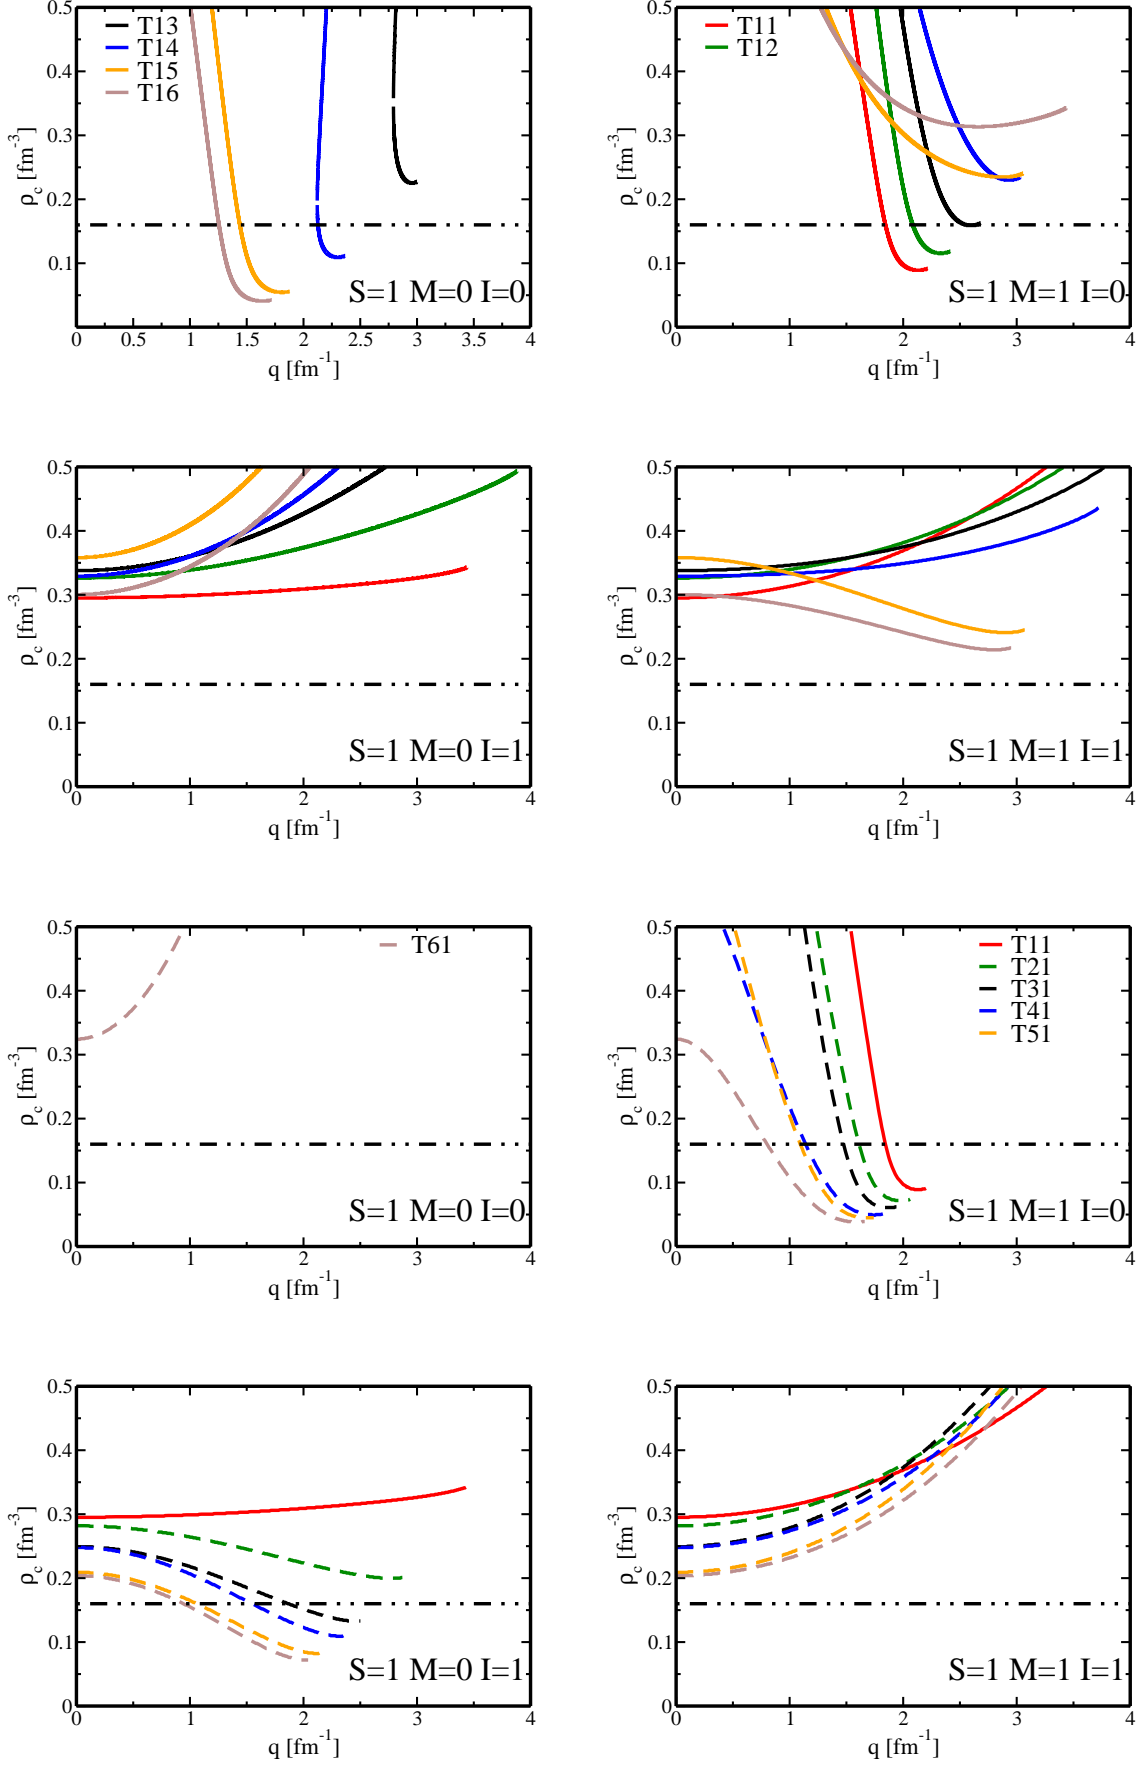 0.5
0.4
0.3
0.2
0.1
0
ρc [fm-3]
T13
T14
T15
T16
S=1 M=0 I=0
0 0.5 1 1.5 2 2.5 3 3.5 4
q [fm-1]
0.5
0.4
0.3
0.2
0.1
0
ρc [fm-3]
T11
T12
S=1 M=1 I=0
0 1 2 3 4
q [fm-1]
0.5
0.4
0.3
0.2
0.1
0
ρc [fm-3]
S=1 M=0 I=1
0 1 2 3 4
q [fm-1]
0.5
0.4
0.3
0.2
0.1
0
ρc [fm-3]
S=1 M=1 I=1
0 1 2 3 4
q [fm-1]
0.5
0.4
0.3
0.2
0.1
0
ρc [fm-3]
T61
S=1 M=0 I=0
0 1 2 3 4
q [fm-1]
0.5
0.4
0.3
0.2
0.1
0
ρc [fm-3]
T11
T21
T31
T41
T51
S=1 M=1 I=0
0 1 2 3 4
q [fm-1]
0.5
0.4
0.3
0.2
0.1
0
ρc [fm-3]
S=1 M=0 I=1
0 1 2 3 4
q [fm-1]
0.5
0.4
0.3
0.2
0.1
0
ρc [fm-3]
S=1 M=1 I=1
0 1 2 3 4
q [fm-1]